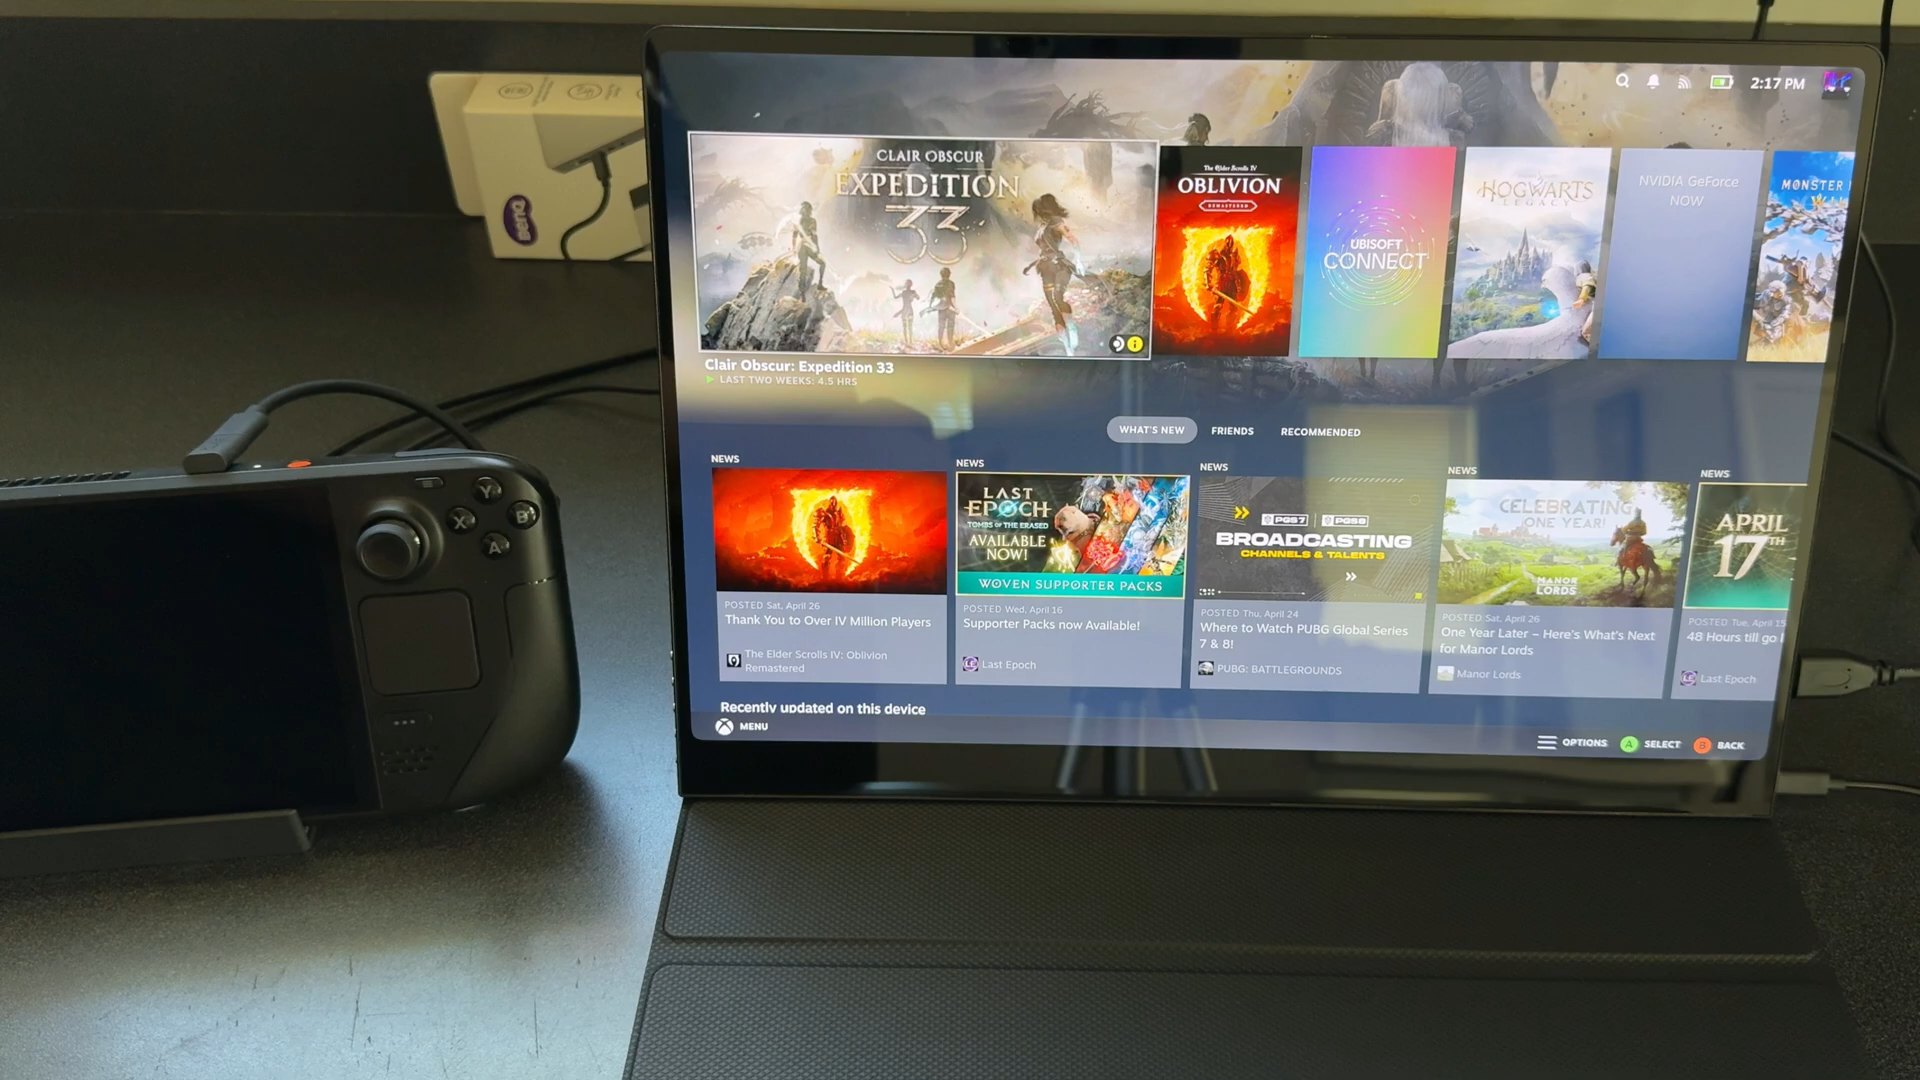 BenQ
2:17 PM
CLAIR OBSCUR
EXPEDITION
33
The Elder Scrolls IV
OBLIVION
REMASTERED
UBISOFT
CONNECT
HOGWARTS
LEGACY
NVIDIA GeForce
NOW
MONSTER
Clair Obscur: Expedition 33
LAST TWO WEEKS: 4.5 HRS
WHAT'S NEW
FRIENDS
RECOMMENDED
NEWS
POSTED Sat, April 26
Thank You to Over IV Million Players
The Elder Scrolls IV: Oblivion
Remastered
NEWS
LAST
EPOCH
TOMBS OF THE ERASED
AVAILABLE
NOW!
WOVEN SUPPORTER PACKS
POSTED Wed, April 16
Supporter Packs now Available!
LE
Last Epoch
NEWS
PGS7 | PGS8
BROADCASTING
CHANNELS & TALENTS
POSTED Thu, April 24
Where to Watch PUBG Global Series
7 & 8!
PUBG: BATTLEGROUNDS
NEWS
CELEBRATING
ONE YEAR!
MANOR
LORDS
POSTED Sat, April 26
One Year Later – Here's What's Next
for Manor Lords
Manor Lords
NEWS
APRIL
17TH
POSTED Tue, April 15
48 Hours till go
LE
Last Epoch
Recently updated on this device
MENU
OPTIONS
A SELECT
B BACK
Y
X
B
A